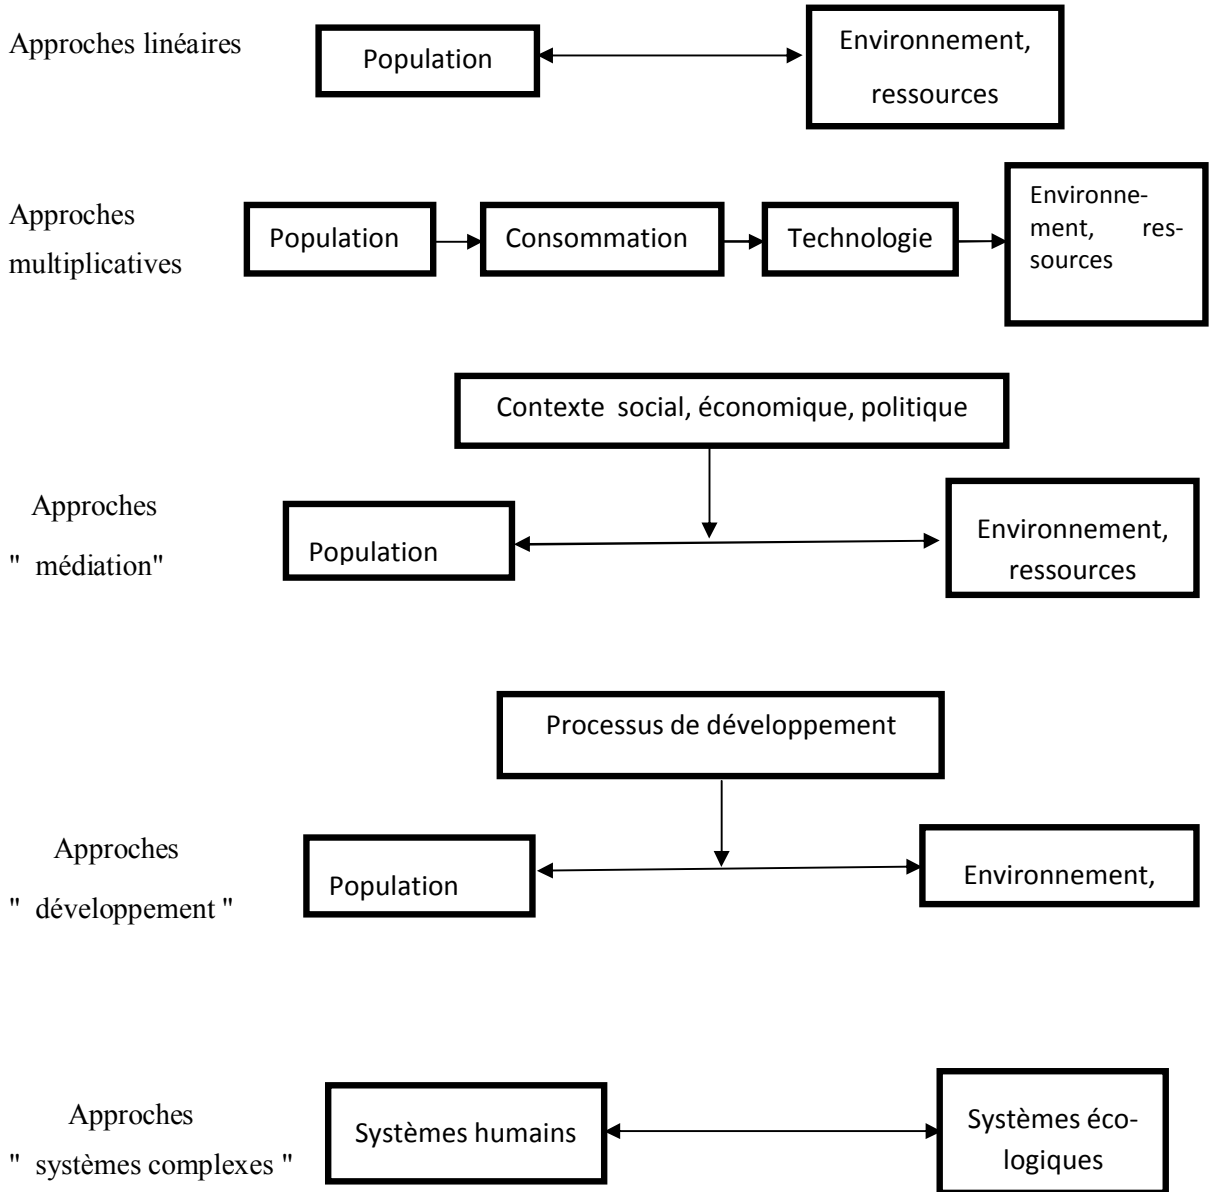 Approches linéaires
Population
Environnement,
ressources
Approches
multiplicatives
Population
Consommation
Technologie
Environne-
ment, res-
sources
Contexte social, économique, politique
Approches
" médiation"
Population
Environnement,
ressources
Processus de développement
Approches
" développement "
Population
Environnement,
Approches
" systèmes complexes "
Systèmes humains
Systèmes éco-
logiques